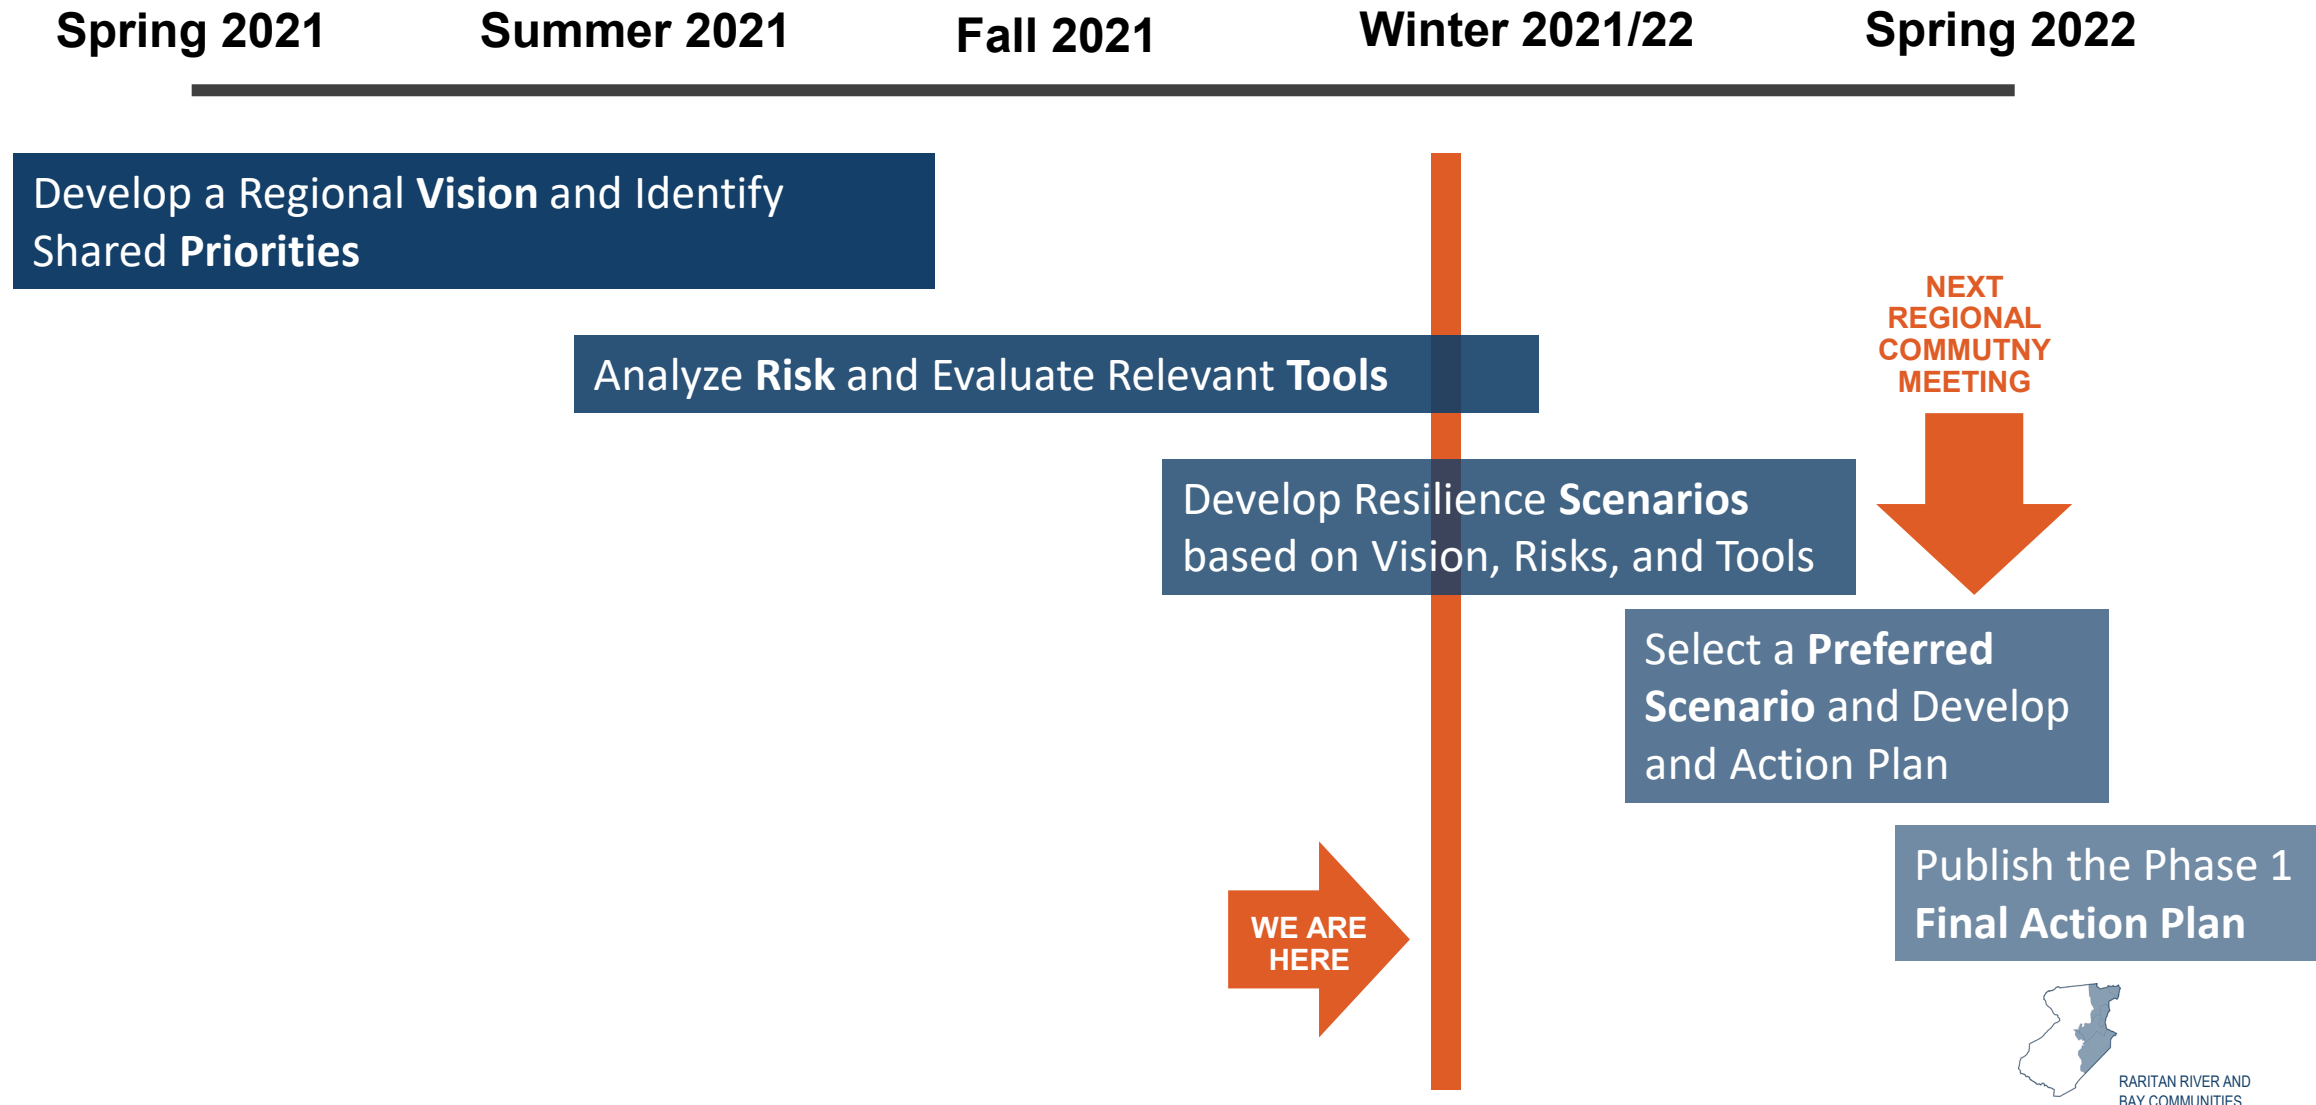 Spring 2021
Summer 2021
Fall 2021
Winter 2021/22
Spring 2022
Develop a Regional Vision and Identify
Shared Priorities
Analyze Risk and Evaluate Relevant Tools
NEXT
REGIONAL
COMMUTNY
MEETING
Develop Resilience Scenarios
based on Vision, Risks, and Tools
Select a Preferred
Scenario and Develop
and Action Plan
Publish the Phase 1
Final Action Plan
WE ARE
HERE
RARITAN RIVER AND
BAY COMMUNITIES